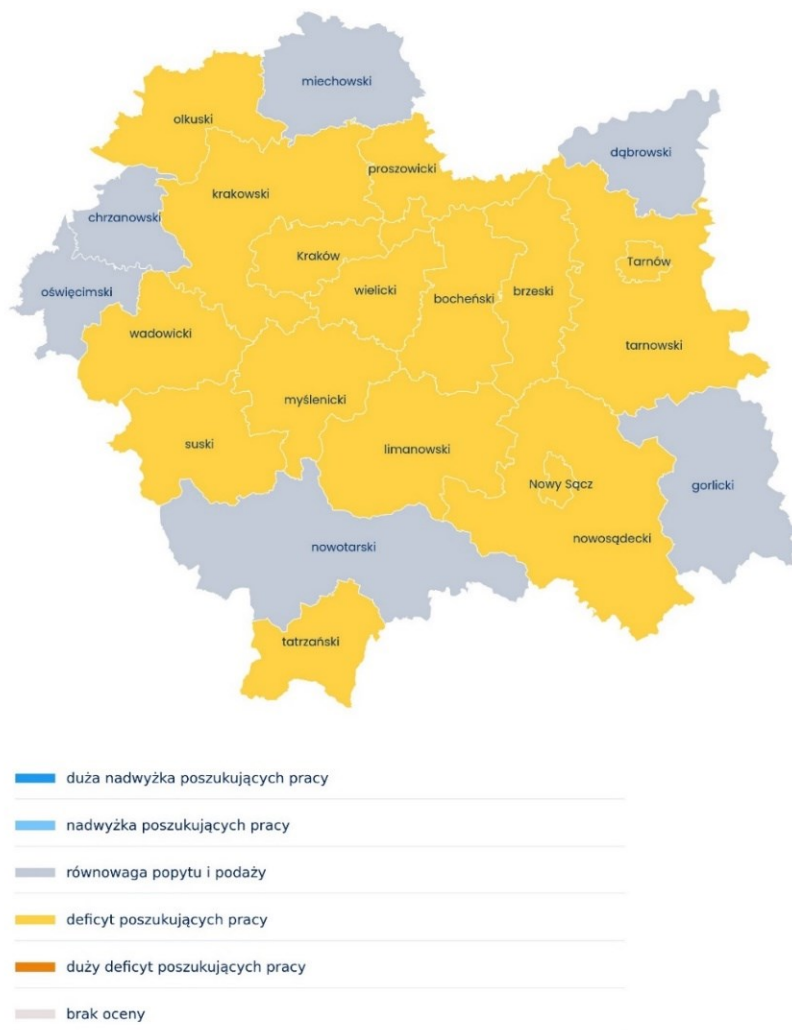 miechowski
olkuski
dąbrowski
proszowicki
krakowski
chrzanowski
Kraków
Tarnów
oświęcimski
wielicki
bocheński
brzeski
wadowicki
tarnowski
myślenicki
suski
limanowski
Nowy Sącz
gorlicki
nowotarski
nowosądecki
tatrzański
duża nadwyżka poszukujących pracy
nadwyżka poszukujących pracy
równowaga popytu i podaży
deficyt poszukujących pracy
duży deficyt poszukujących pracy
brak oceny